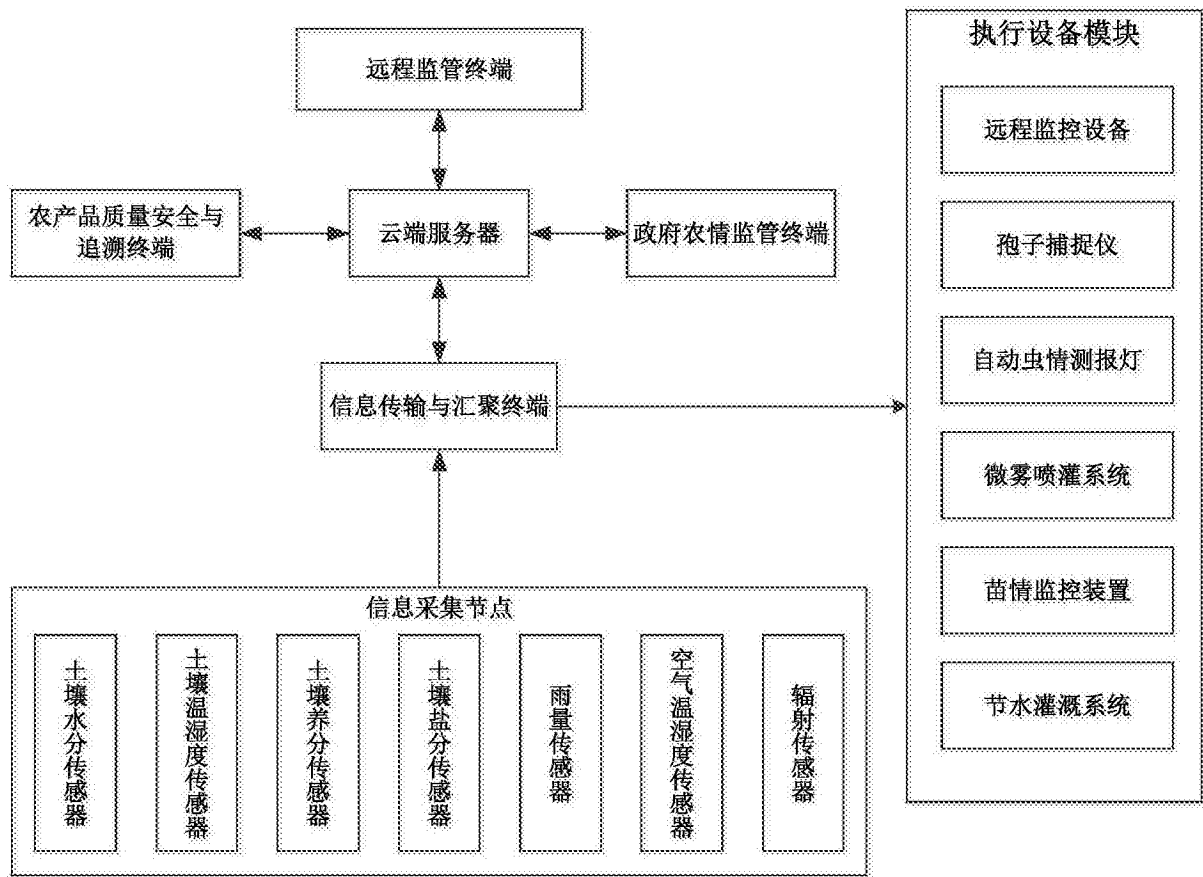 远程监管终端
农产品质量安全与
追溯终端
云端服务器
政府农情监管终端
信息传输与汇聚终端
信息采集节点
土壤水分传感器
土壤温湿度传感器
土壤养分传感器
土壤盐分传感器
雨量传感器
空气温湿度传感器
辐射传感器
执行设备模块
远程监控设备
孢子捕捉仪
自动虫情测报灯
微雾喷灌系统
苗情监控装置
节水灌溉系统